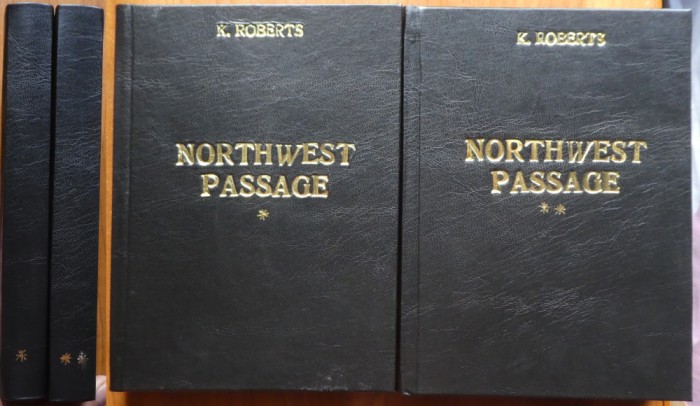 *
* *
K. ROBERTS
NORTHWEST
PASSAGE
*
K. ROBERTS
NORTHWEST
PASSAGE
* *